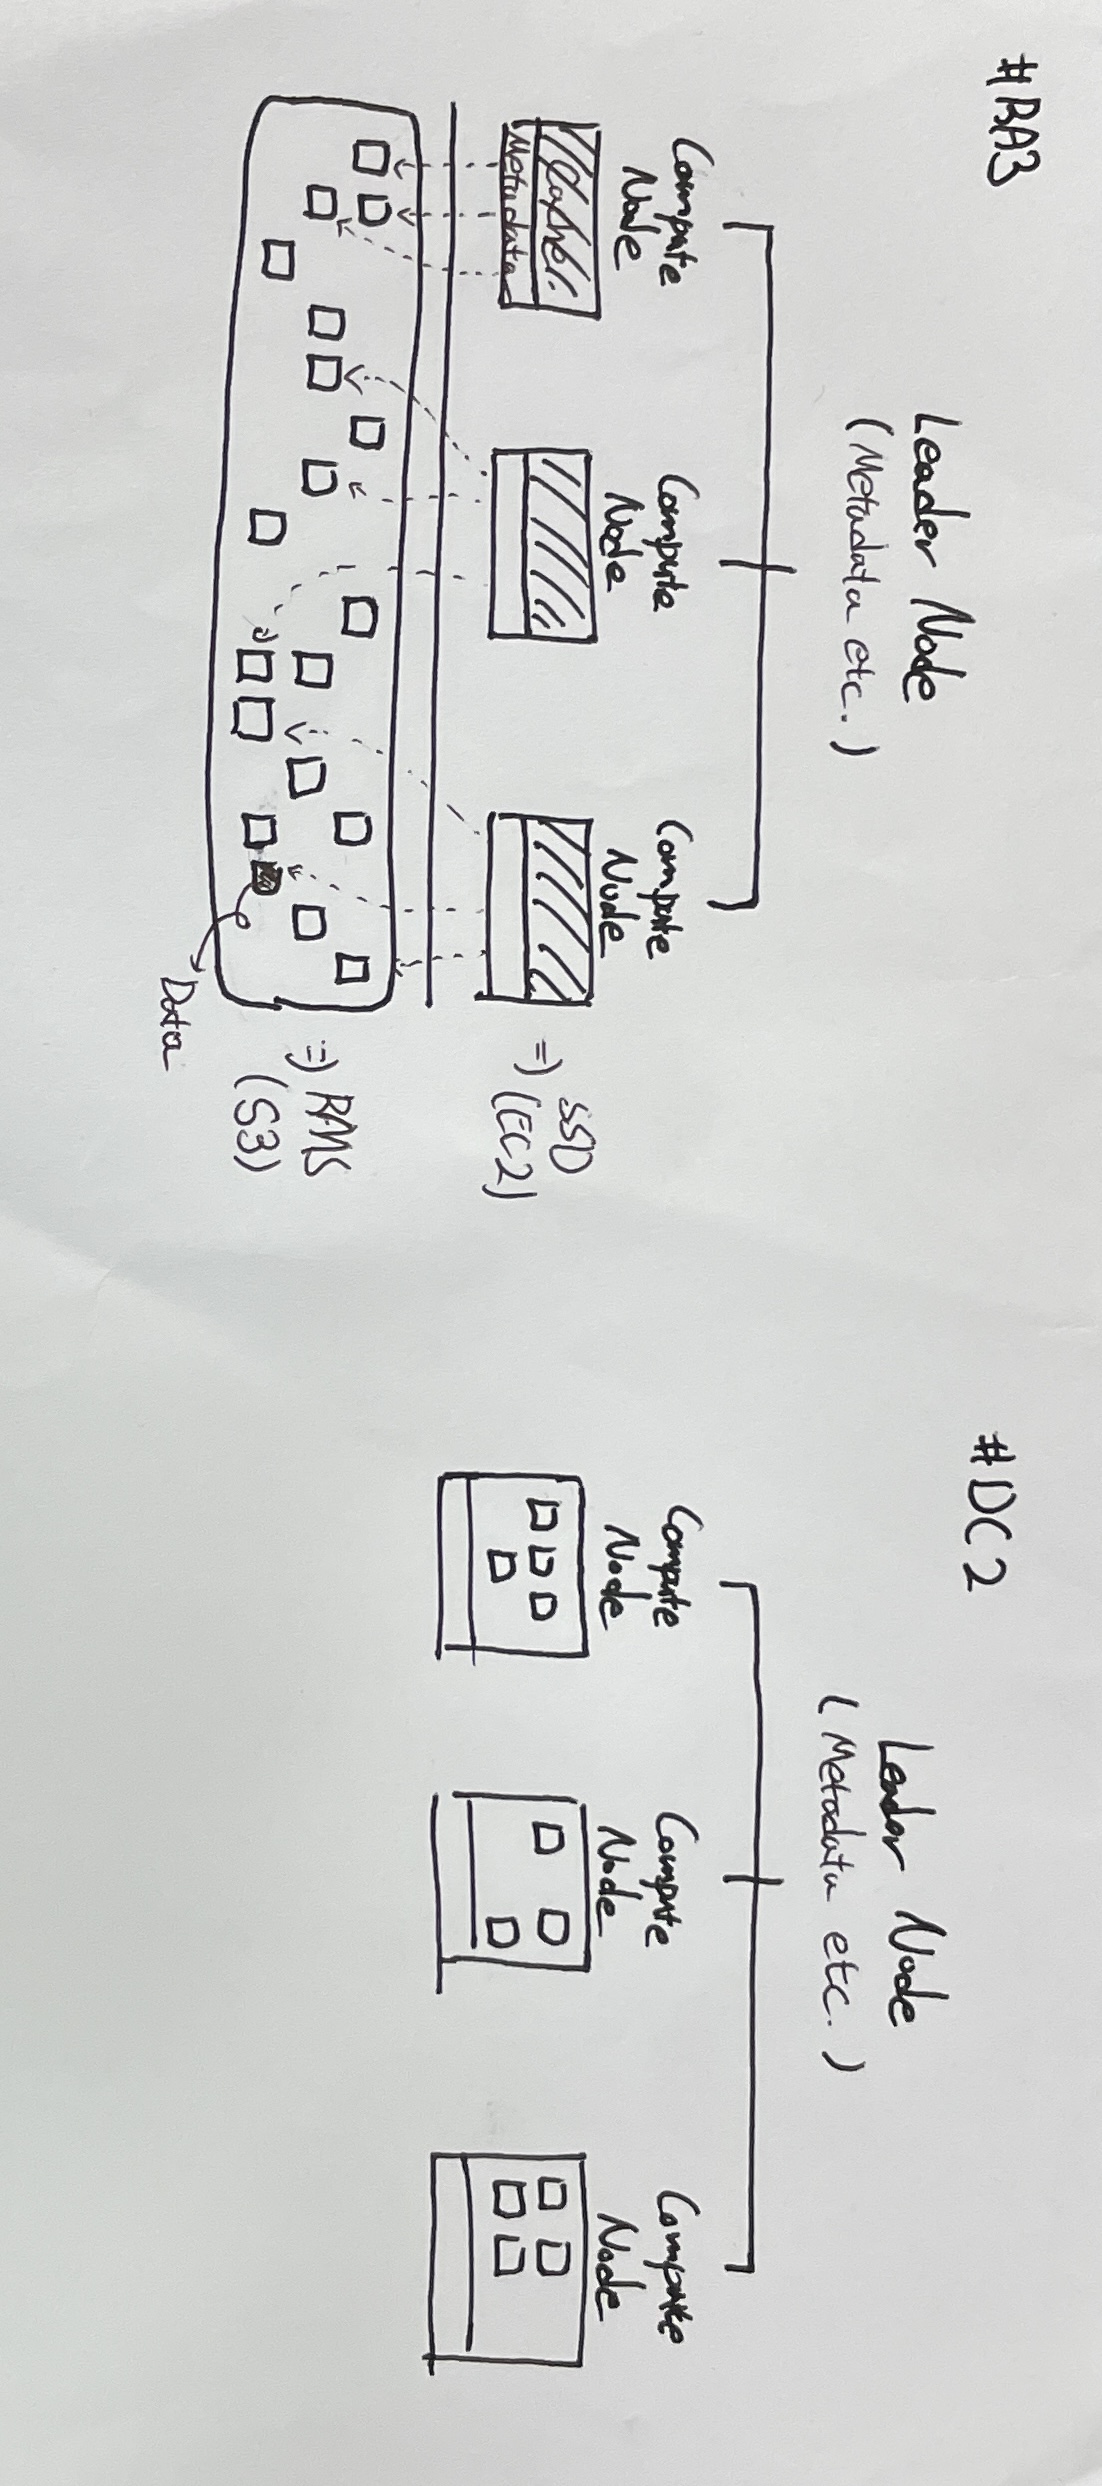 #RA3
Leader Node
(Metadata etc.)
Compute
Node
Compute
Node
Compute
Node
Cache
Metadata
=> SSD
(EC2)
=> RMS
(S3)
Data
#DC2
Leader Node
(Metadata etc.)
Compute
Node
Compute
Node
Compute
Node